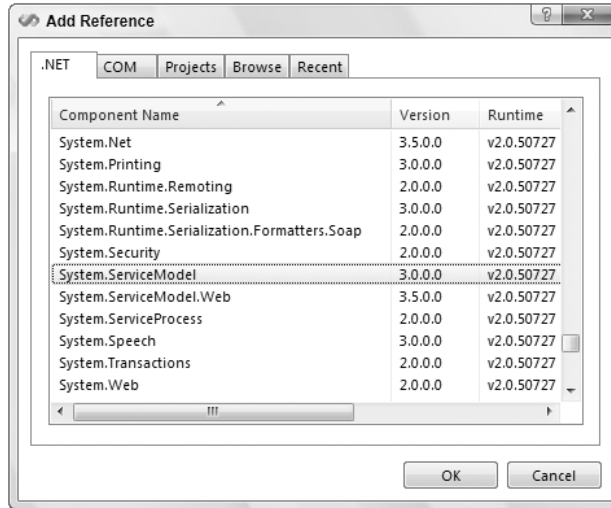 Add Reference
.NET COM Projects Browse Recent
Component Name Version Runtime
System.Net 3.5.0.0 v2.0.50727
System.Printing 3.0.0.0 v2.0.50727
System.Runtime.Remoting 2.0.0.0 v2.0.50727
System.Runtime.Serialization 3.0.0.0 v2.0.50727
System.Runtime.Serialization.Formatters.Soap 2.0.0.0 v2.0.50727
System.Security 2.0.0.0 v2.0.50727
System.ServiceModel 3.0.0.0 v2.0.50727
System.ServiceModel.Web 3.5.0.0 v2.0.50727
System.ServiceProcess 2.0.0.0 v2.0.50727
System.Speech 3.0.0.0 v2.0.50727
System.Transactions 2.0.0.0 v2.0.50727
System.Web 2.0.0.0 v2.0.50727
OK Cancel